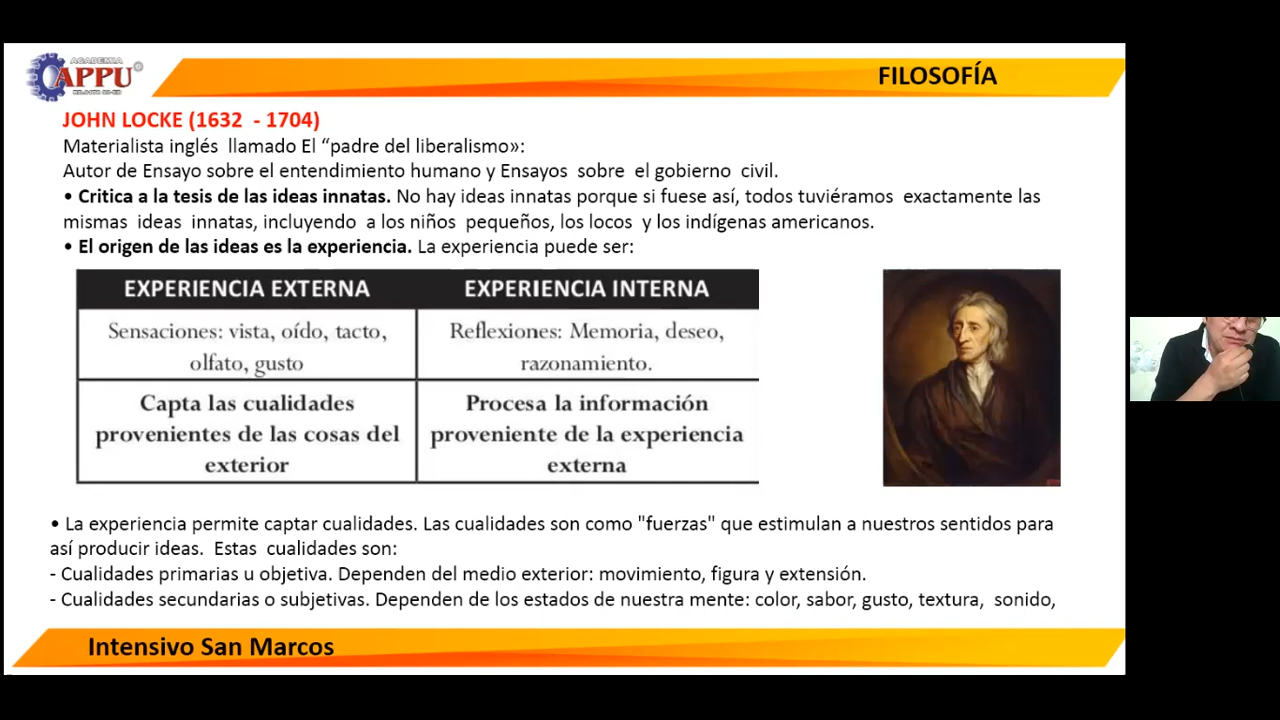 ACADEMIA
APPU
FILOSOFÍA
JOHN LOCKE (1632 - 1704)
Materialista inglés llamado El “padre del liberalismo»:
Autor de Ensayo sobre el entendimiento humano y Ensayos sobre el gobierno civil.
• Critica a la tesis de las ideas innatas. No hay ideas innatas porque si fuese así, todos tuviéramos exactamente las
mismas ideas innatas, incluyendo a los niños pequeños, los locos y los indígenas americanos.
• El origen de las ideas es la experiencia. La experiencia puede ser:
EXPERIENCIA EXTERNA
EXPERIENCIA INTERNA
Sensaciones: vista, oído, tacto,
olfato, gusto
Reflexiones: Memoria, deseo,
razonamiento.
Capta las cualidades
provenientes de las cosas del
exterior
Procesa la información
proveniente de la experiencia
externa
• La experiencia permite captar cualidades. Las cualidades son como "fuerzas" que estimulan a nuestros sentidos para
así producir ideas. Estas cualidades son:
- Cualidades primarias u objetiva. Dependen del medio exterior: movimiento, figura y extensión.
- Cualidades secundarias o subjetivas. Dependen de los estados de nuestra mente: color, sabor, gusto, textura, sonido,
Intensivo San Marcos